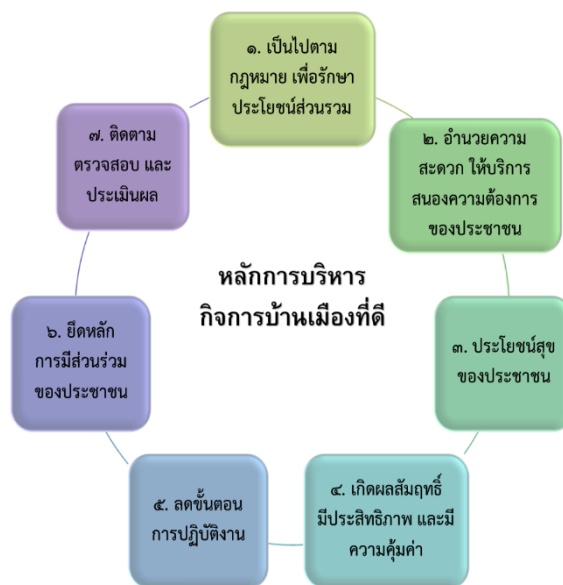 ๑. เป็นไปตาม
กฎหมาย เพื่อรักษา
ประโยชน์ส่วนรวม
๒. อำนวยความ
สะดวก ให้บริการ
สนองความต้องการ
ของประชาชน
๓. ประโยชน์สุข
ของประชาชน
๔. เกิดผลสัมฤทธิ์
มีประสิทธิภาพ และมี
ความคุ้มค่า
๕. ลดขั้นตอน
การปฏิบัติงาน
๖. ยึดหลัก
การมีส่วนร่วม
ของประชาชน
๗. ติดตาม
ตรวจสอบ และ
ประเมินผล
หลักการบริหาร
กิจการบ้านเมืองที่ดี